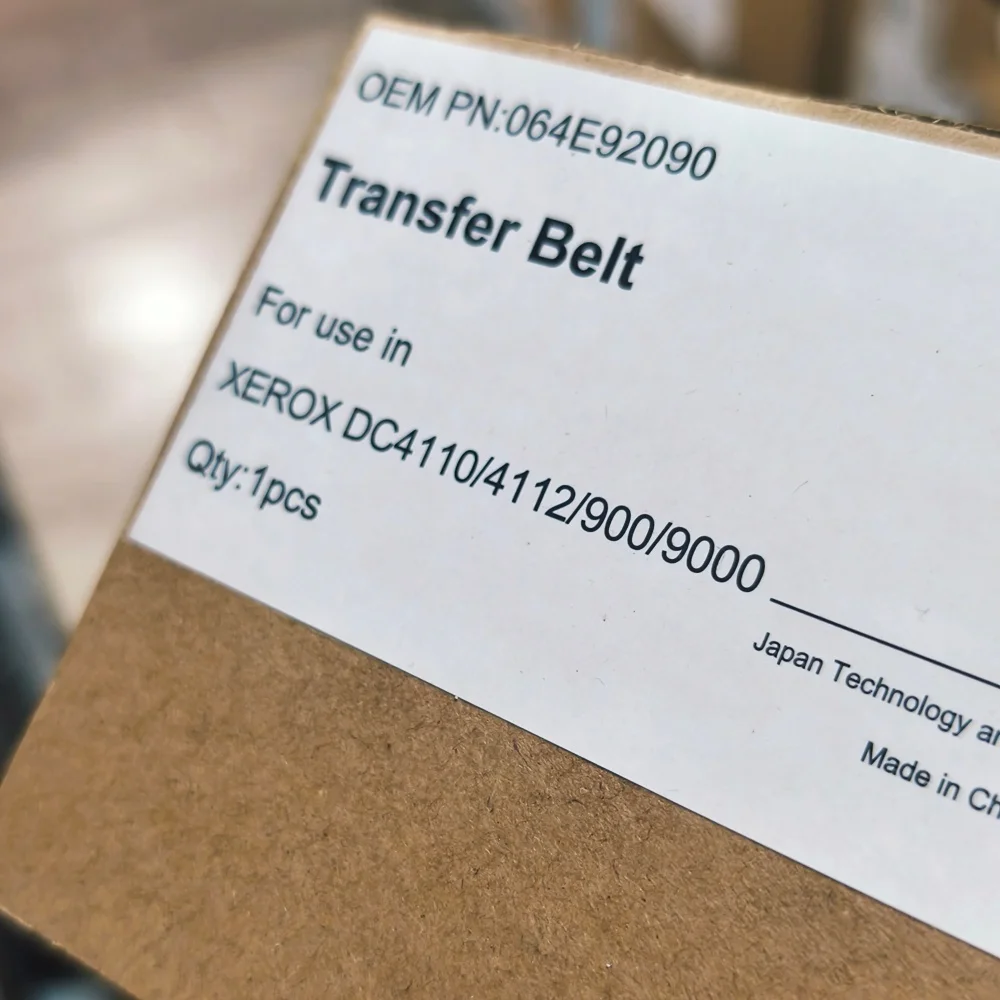 OEM PN:064E92090
Transfer Belt
For use in
XEROX DC4110/4112/900/9000
Qty:1pcs
Japan Technology
Made in